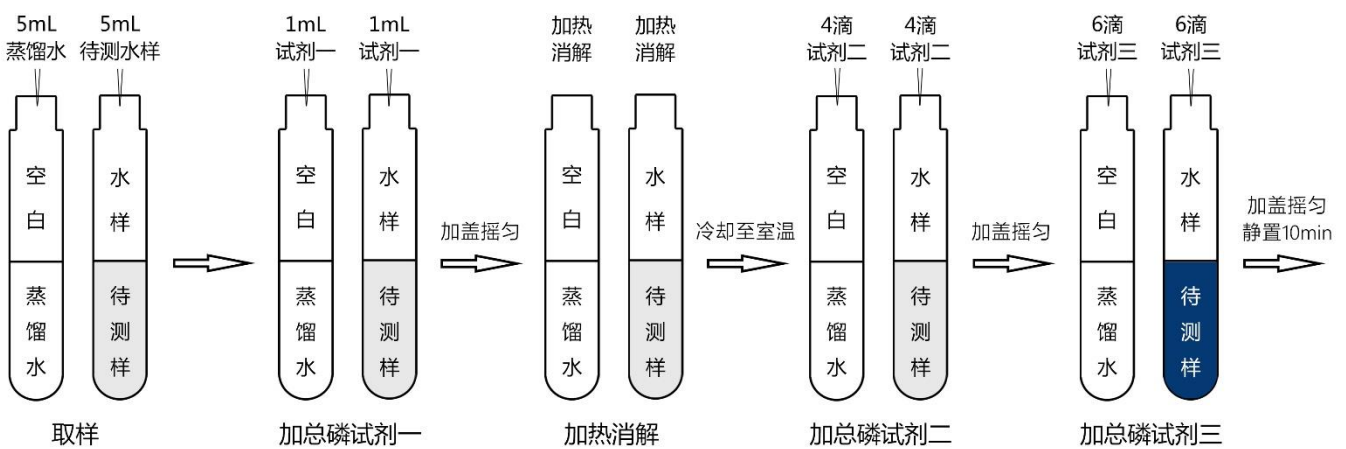 5mL
蒸馏水
5mL
待测水样
1mL
试剂一
1mL
试剂一
加热
消解
加热
消解
4滴
试剂二
4滴
试剂二
6滴
试剂三
6滴
试剂三
空白
蒸馏水
水样
待测样
空白
蒸馏水
水样
待测样
加盖摇匀
空白
蒸馏水
水样
待测样
冷却至室温
空白
蒸馏水
水样
待测样
加盖摇匀
空白
蒸馏水
水样
待测样
加盖摇匀
静置10min
取样
加总磷试剂一
加热消解
加总磷试剂二
加总磷试剂三